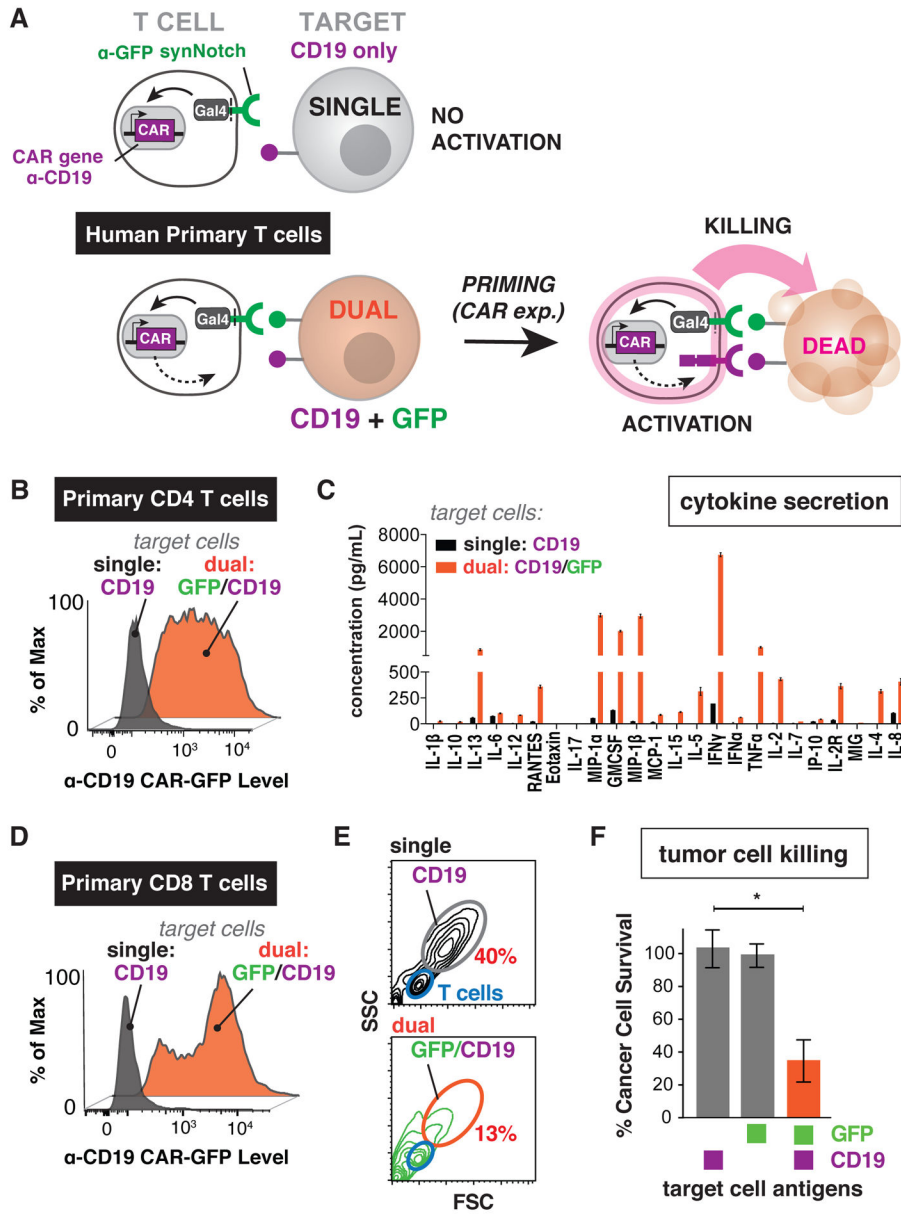 A
T CELL
TARGET
α-GFP synNotch
CD19 only
Gal4
SINGLE
CAR
NO
ACTIVATION
CAR gene
α-CD19
Human Primary T cells
KILLING
PRIMING
(CAR exp.)
Gal4
DUAL
CAR
Gal4
CAR
DEAD
CD19 + GFP
ACTIVATION
B
Primary CD4 T cells
target cells
single:
CD19
dual:
GFP/CD19
100
0
% of Max
0
10³
10⁴
α-CD19 CAR-GFP Level
C
cytokine secretion
target cells:
single: CD19
dual: CD19/GFP
concentration (pg/mL)
8000
6000
4000
2000
500
250
0
IL-1β
IL-10
IL-13
IL-6
IL-12
RANTES
Eotaxin
IL-17
MIP-1α
GMCSF
MIP-1β
MCP-1
IL-15
IL-5
IFNγ
IFNα
TNFα
IL-2
IL-7
IP-10
IL-2R
MIG
IL-4
IL-8
D
Primary CD8 T cells
target cells
single:
CD19
dual:
GFP/CD19
100
0
% of Max
0
10³
10⁴
α-CD19 CAR-GFP Level
E
single
CD19
40%
T cells
SSC
dual
GFP/CD19
13%
FSC
F
tumor cell killing
*
% Cancer Cell Survival
100
80
60
40
20
0
GFP
CD19
target cell antigens